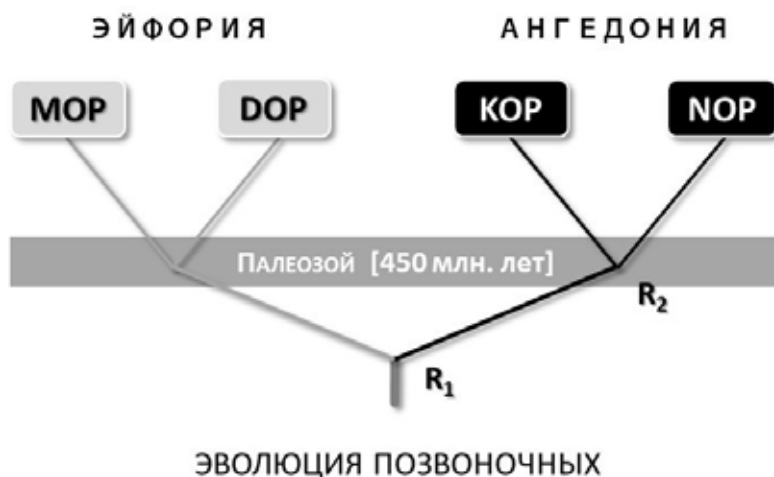 ЭЙФОРИЯ АНГЕДОНИЯ
MOP DOP KOP NOP
ПАЛЕОЗОЙ [450 млн. лет]
R₂
R₁
ЭВОЛЮЦИЯ ПОЗВОНОЧНЫХ